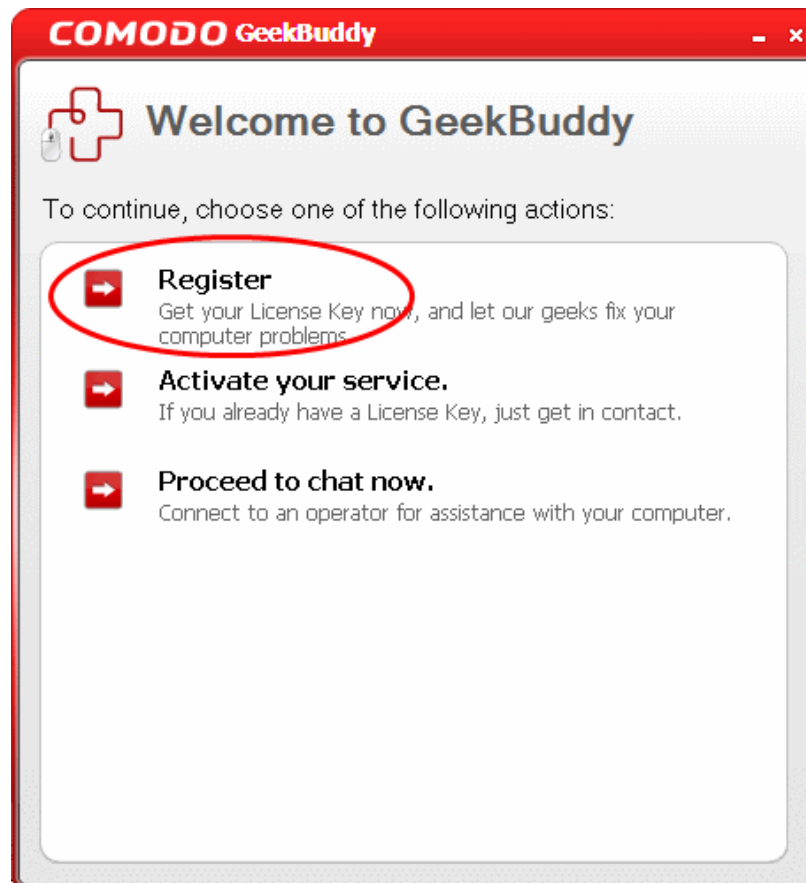 COMODO GeekBuddy
Welcome to GeekBuddy
To continue, choose one of the following actions:
Register
Get your License Key now, and let our geeks fix your
computer problems.
Activate your service.
If you already have a License Key, just get in contact.
Proceed to chat now.
Connect to an operator for assistance with your computer.